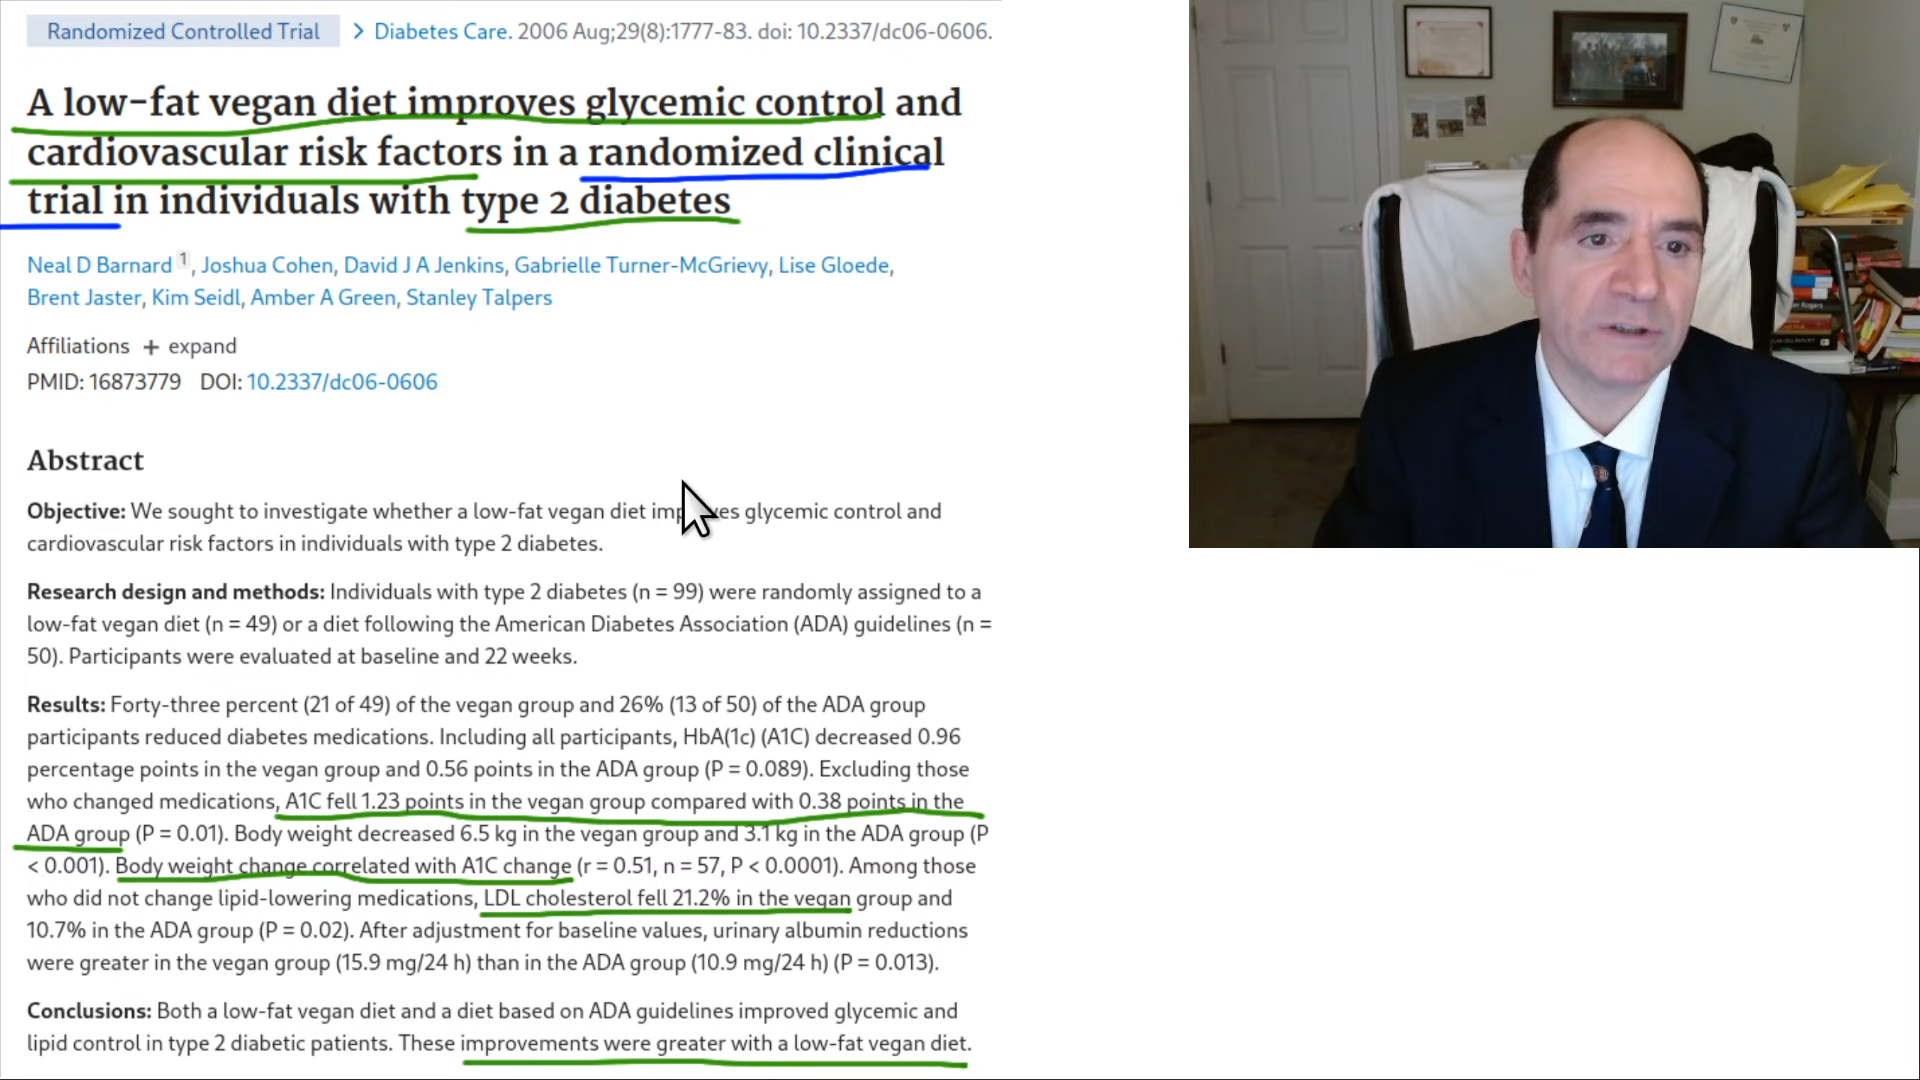 Randomized Controlled Trial > Diabetes Care. 2006 Aug;29(8):1777-83. doi: 10.2337/dc06-0606.
A low-fat vegan diet improves glycemic control and
cardiovascular risk factors in a randomized clinical
trial in individuals with type 2 diabetes
Neal D Barnard 1, Joshua Cohen, David J A Jenkins, Gabrielle Turner-McGrievy, Lise Gloede,
Brent Jaster, Kim Seidl, Amber A Green, Stanley Talpers
Affiliations + expand
PMID: 16873779 DOI: 10.2337/dc06-0606
Abstract
Objective: We sought to investigate whether a low-fat vegan diet improves glycemic control and
cardiovascular risk factors in individuals with type 2 diabetes.
Research design and methods: Individuals with type 2 diabetes (n = 99) were randomly assigned to a
low-fat vegan diet (n = 49) or a diet following the American Diabetes Association (ADA) guidelines (n =
50). Participants were evaluated at baseline and 22 weeks.
Results: Forty-three percent (21 of 49) of the vegan group and 26% (13 of 50) of the ADA group
participants reduced diabetes medications. Including all participants, HbA(1c) (A1C) decreased 0.96
percentage points in the vegan group and 0.56 points in the ADA group (P = 0.089). Excluding those
who changed medications, A1C fell 1.23 points in the vegan group compared with 0.38 points in the
ADA group (P = 0.01). Body weight decreased 6.5 kg in the vegan group and 3.1 kg in the ADA group (P
< 0.001). Body weight change correlated with A1C change (r = 0.51, n = 57, P < 0.0001). Among those
who did not change lipid-lowering medications, LDL cholesterol fell 21.2% in the vegan group and
10.7% in the ADA group (P = 0.02). After adjustment for baseline values, urinary albumin reductions
were greater in the vegan group (15.9 mg/24 h) than in the ADA group (10.9 mg/24 h) (P = 0.013).
Conclusions: Both a low-fat vegan diet and a diet based on ADA guidelines improved glycemic and
lipid control in type 2 diabetic patients. These improvements were greater with a low-fat vegan diet.